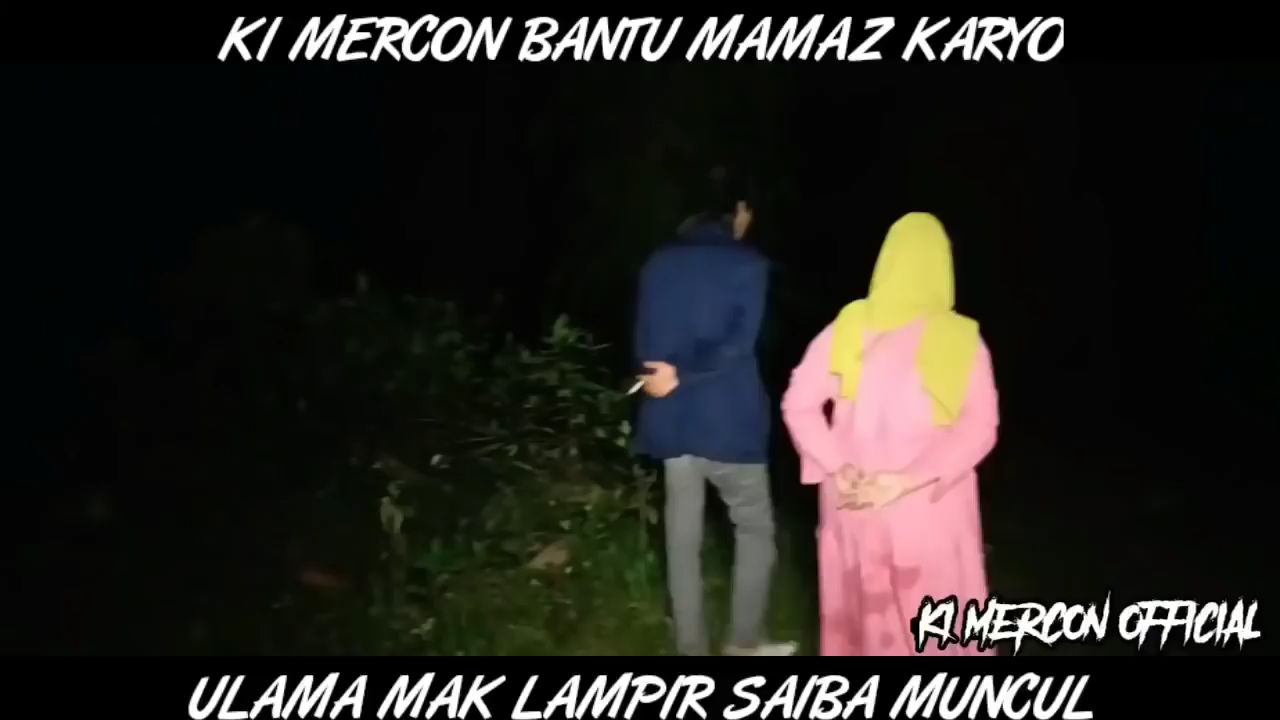 KI MERCON BANTU MAMAZ KARYO
KI MERCON OFFICIAL
ULAMA MAK LAMPIR SAIBA MUNCUL